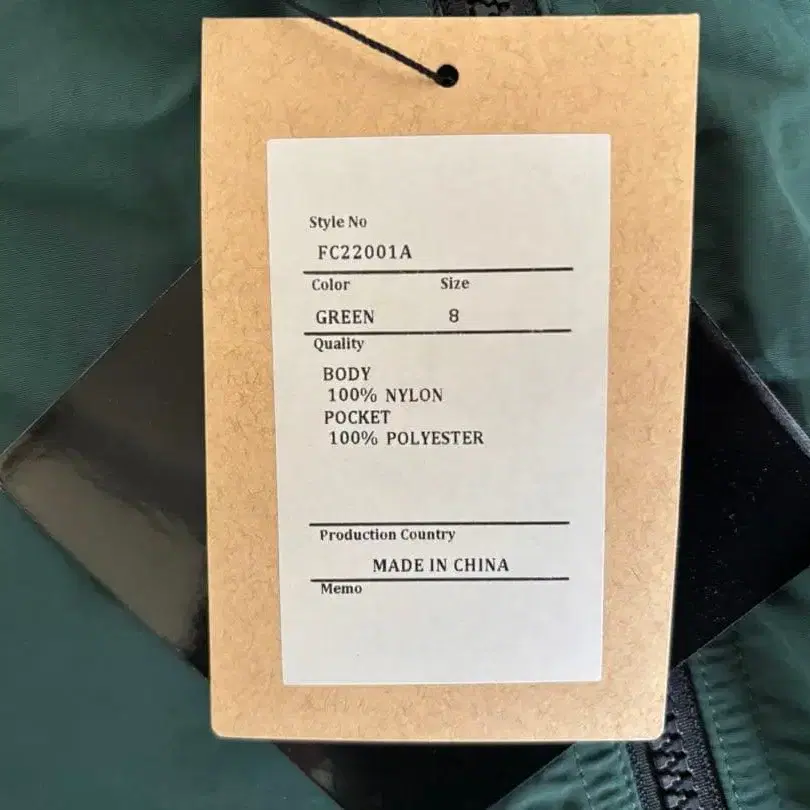 Style No
FC22001A
Color Size
GREEN 8
Quality
BODY
100% NYLON
POCKET
100% POLYESTER
Production Country
MADE IN CHINA
Memo